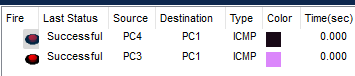 Fire Last Status Source Destination Type Color Time(sec)
Successful PC4 PC1 ICMP 0.000
Successful PC3 PC1 ICMP 0.000